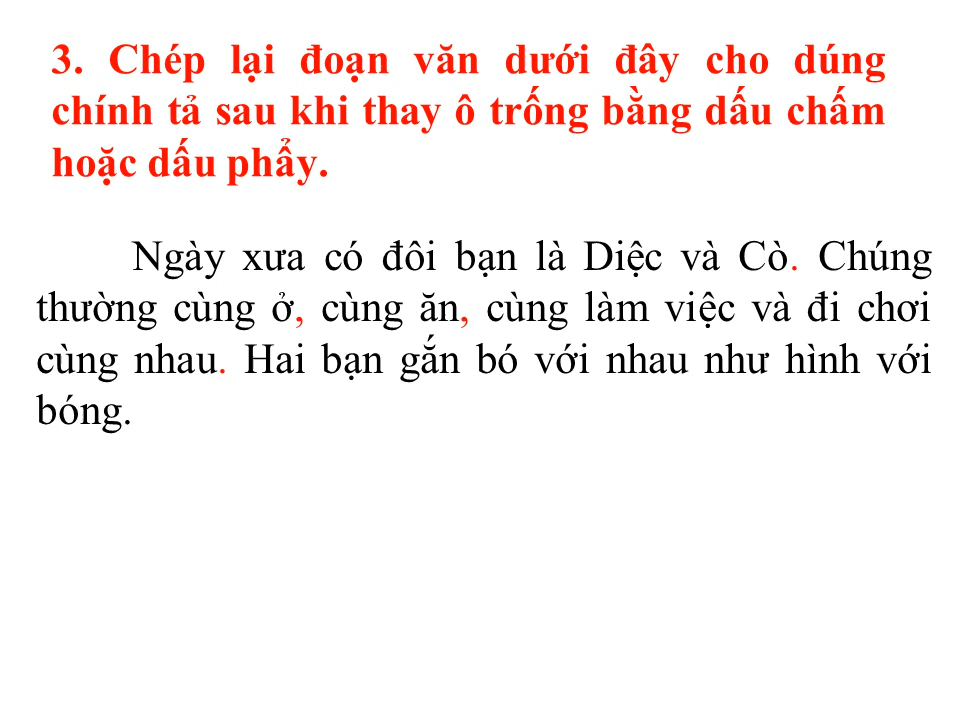 3. Chép lại đoạn văn dưới đây cho dúng
chính tả sau khi thay ô trống bằng dấu chấm
hoặc dấu phẩy.
Ngày xưa có đôi bạn là Diệc và Cò. Chúng
thường cùng ở, cùng ăn, cùng làm việc và đi chơi
cùng nhau. Hai bạn gắn bó với nhau như hình với
bóng.